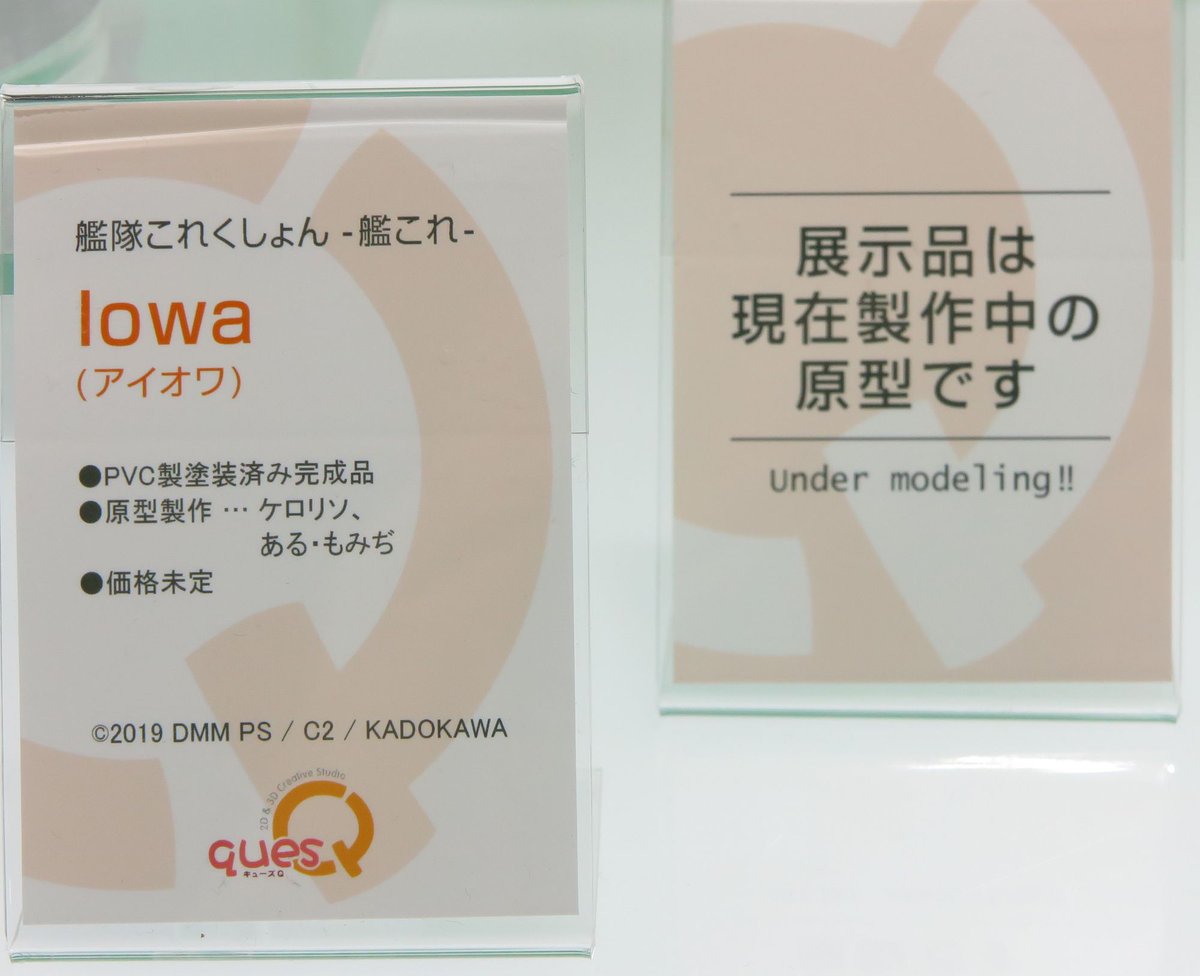 艦隊これくしょん -艦これ-
Iowa
(アイオワ)
●PVC製塗装済み完成品
●原型製作 … ケロリソ、
ある・もみぢ
●価格未定
©2019 DMM PS / C2 / KADOKAWA
2D & 3D Creative Studio
quesQ
キューズQ
展示品は
現在製作中の
原型です
Under modeling!!